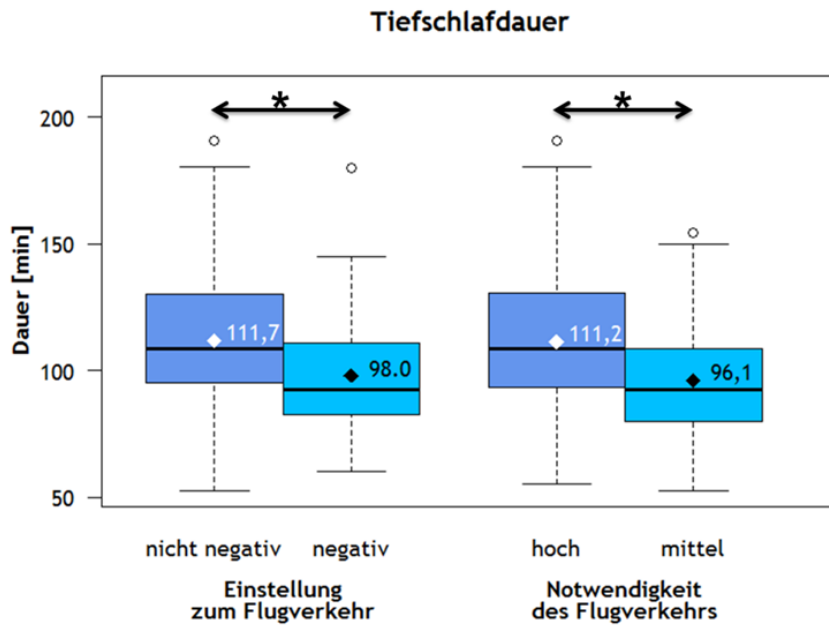 Tiefschlafdauer
* *
200
150
100
50
Dauer [min]
111,7
98.0
111,2
96,1
nicht negativ negativ hoch mittel
Einstellung
zum Flugverkehr
Notwendigkeit
des Flugverkehrs